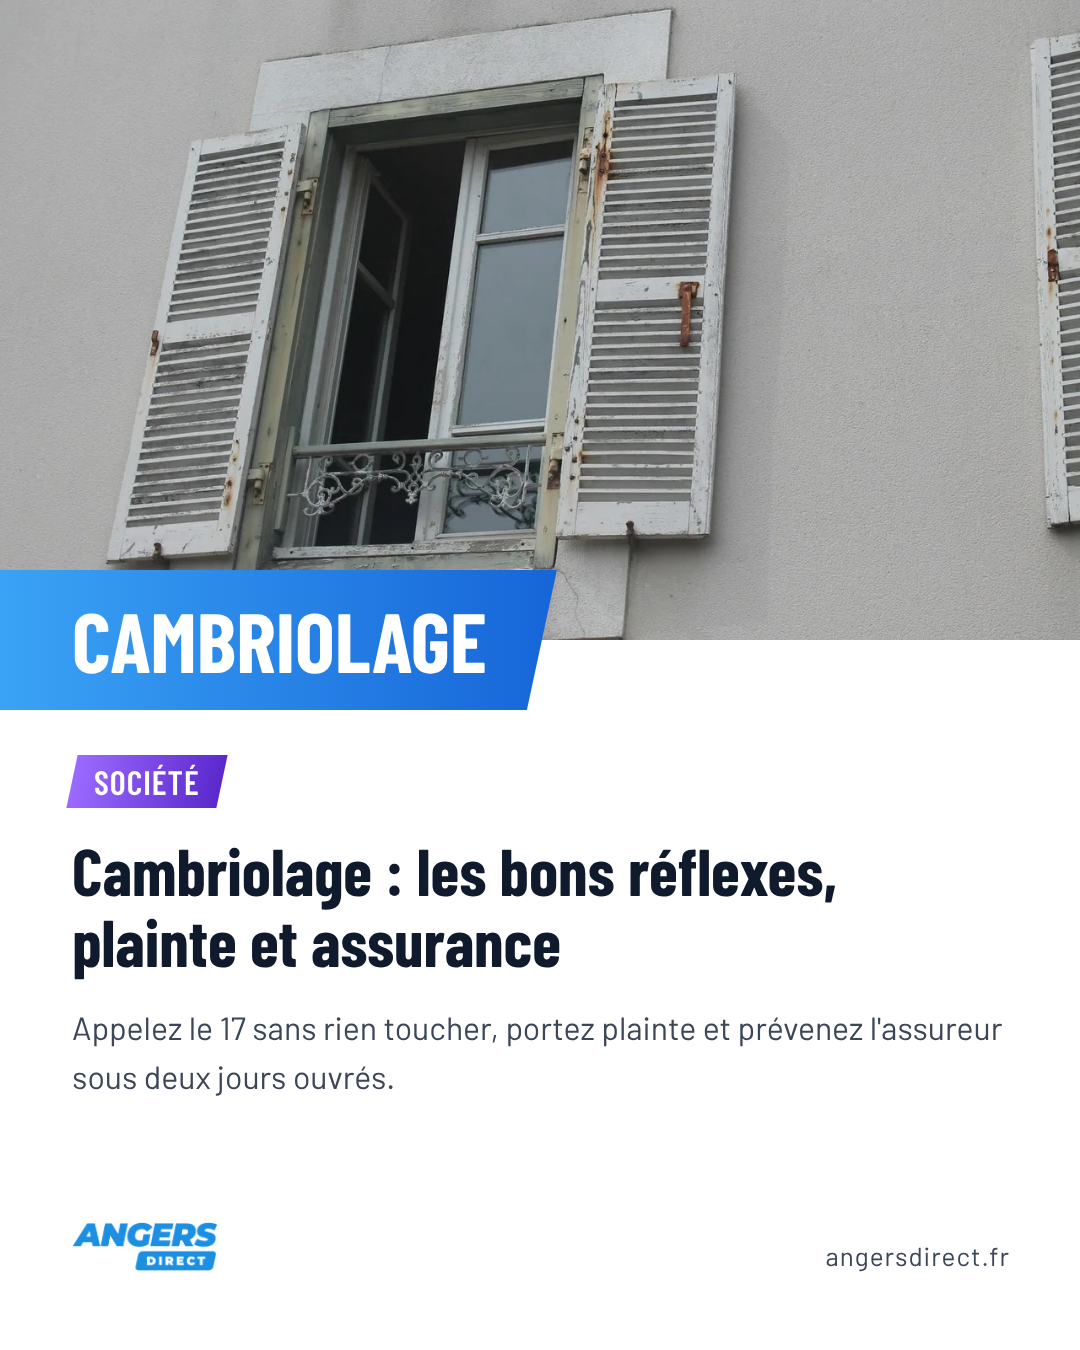 CAMBRIOLAGE
SOCIÉTÉ
Cambriolage : les bons réflexes,
plainte et assurance
Appelez le 17 sans rien toucher, portez plainte et prévenez l'assureur
sous deux jours ouvrés.
ANGERS
DIRECT
angersdirect.fr